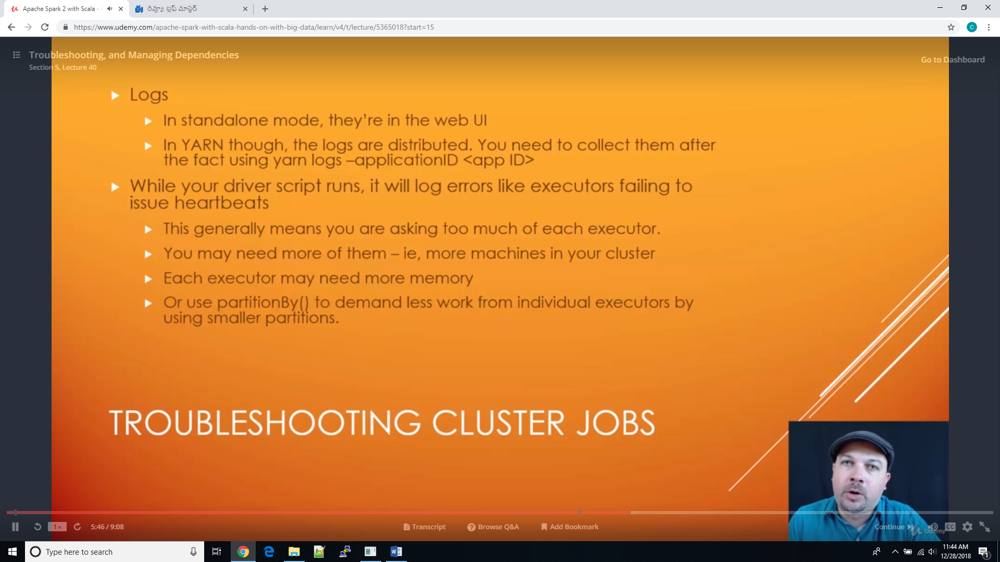 Apache Spark 2 with Scala -
రివ్యూ: బ్లఫ్ మాస్టర్
https://www.udemy.com/apache-spark-with-scala-hands-on-with-big-data/learn/v4/t/lecture/5365018?start=15
C
Troubleshooting, and Managing Dependencies
Section 5, Lecture 40
Go to Dashboard
Logs
In standalone mode, they're in the web UI
In YARN though, the logs are distributed. You need to collect them after
the fact using yarn logs –applicationID <app ID>
While your driver script runs, it will log errors like executors failing to
issue heartbeats
This generally means you are asking too much of each executor.
You may need more of them – ie, more machines in your cluster
Each executor may need more memory
Or use partitionBy() to demand less work from individual executors by
using smaller partitions.
TROUBLESHOOTING CLUSTER JOBS
1x
5:46 / 9:08
Transcript
Browse Q&A
Add Bookmark
Continue
Udemy
CC
Type here to search
11:44 AM
12/28/2018
1